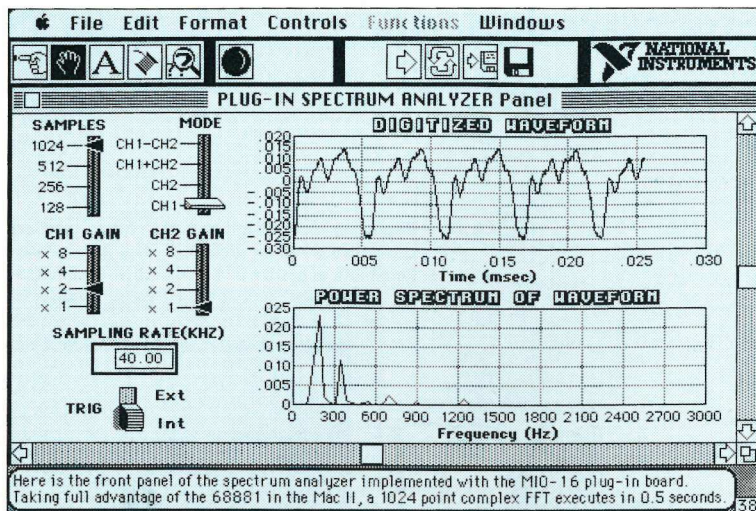 File Edit Format Controls Functions Windows
NATIONAL
INSTRUMENTS
PLUG-IN SPECTRUM ANALYZER Panel
SAMPLES
1024
512
256
128
MODE
CH1-CH2
CH1+CH2
CH2
CH1
CH1 GAIN
× 8
× 4
× 2
× 1
CH2 GAIN
× 8
× 4
× 2
× 1
SAMPLING RATE(KHZ)
40.00
TRIG
Ext
Int
DIGITIZED WAVEFORM
.020
.015
.010
.005
0
-.005
-.010
-.015
-.020
-.025
-.030
0 .005 .010 .015 .020 .025 .030
Time (msec)
POWER SPECTRUM OF WAVEFORM
.025
.020
.015
.010
.005
0
0 300 600 900 1200 1500 1800 2100 2400 2700 3000
Frequency (Hz)
Here is the front panel of the spectrum analyzer implemented with the MIO-16 plug-in board.
Taking full advantage of the 68881 in the Mac II, a 1024 point complex FFT executes in 0.5 seconds.